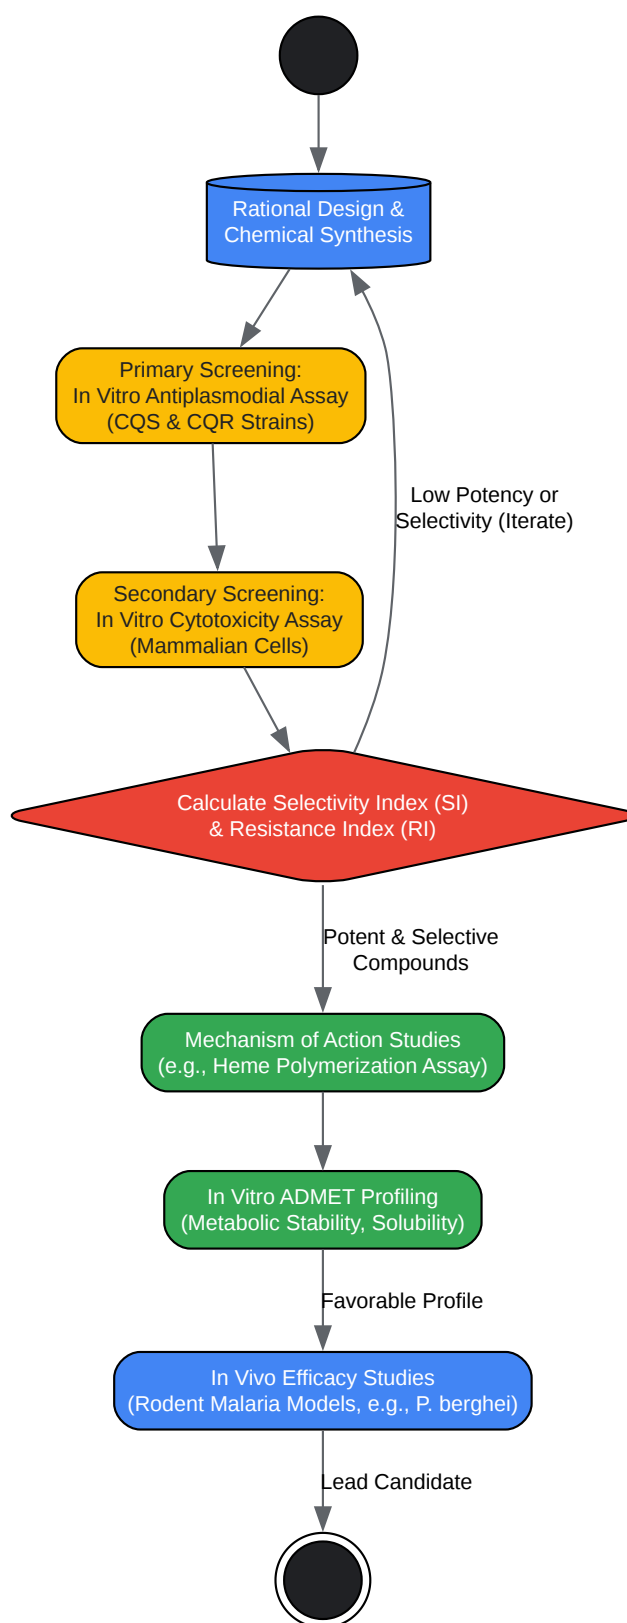 Rational Design &
Chemical Synthesis
Primary Screening:
In Vitro Antiplasmodial Assay
(CQS & CQR Strains)
Low Potency or
Selectivity (Iterate)
Secondary Screening:
In Vitro Cytotoxicity Assay
(Mammalian Cells)
Calculate Selectivity Index (SI)
& Resistance Index (RI)
Potent & Selective
Compounds
Mechanism of Action Studies
(e.g., Heme Polymerization Assay)
In Vitro ADMET Profiling
(Metabolic Stability, Solubility)
Favorable Profile
In Vivo Efficacy Studies
(Rodent Malaria Models, e.g., P. berghei)
Lead Candidate